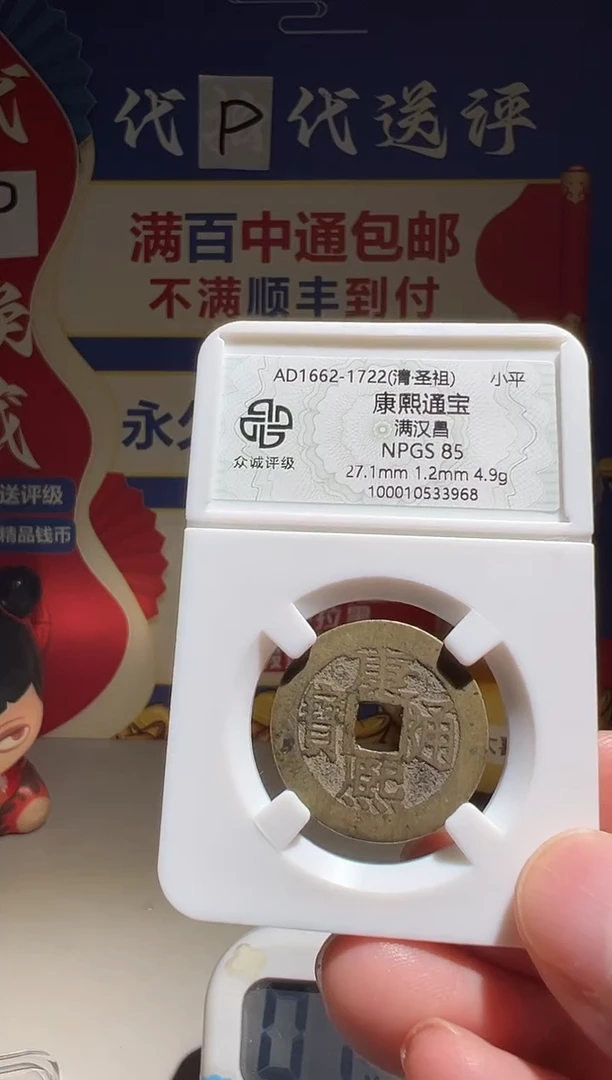 代P代送评
满百中通包邮
不满顺丰到付
永久
送评级
精品钱币
AD1662-1722(清·圣祖) 小平
康熙通宝
满汉昌
NPGS 85
众诚评级
27.1mm 1.2mm 4.9g
100010533968
康熙通寶